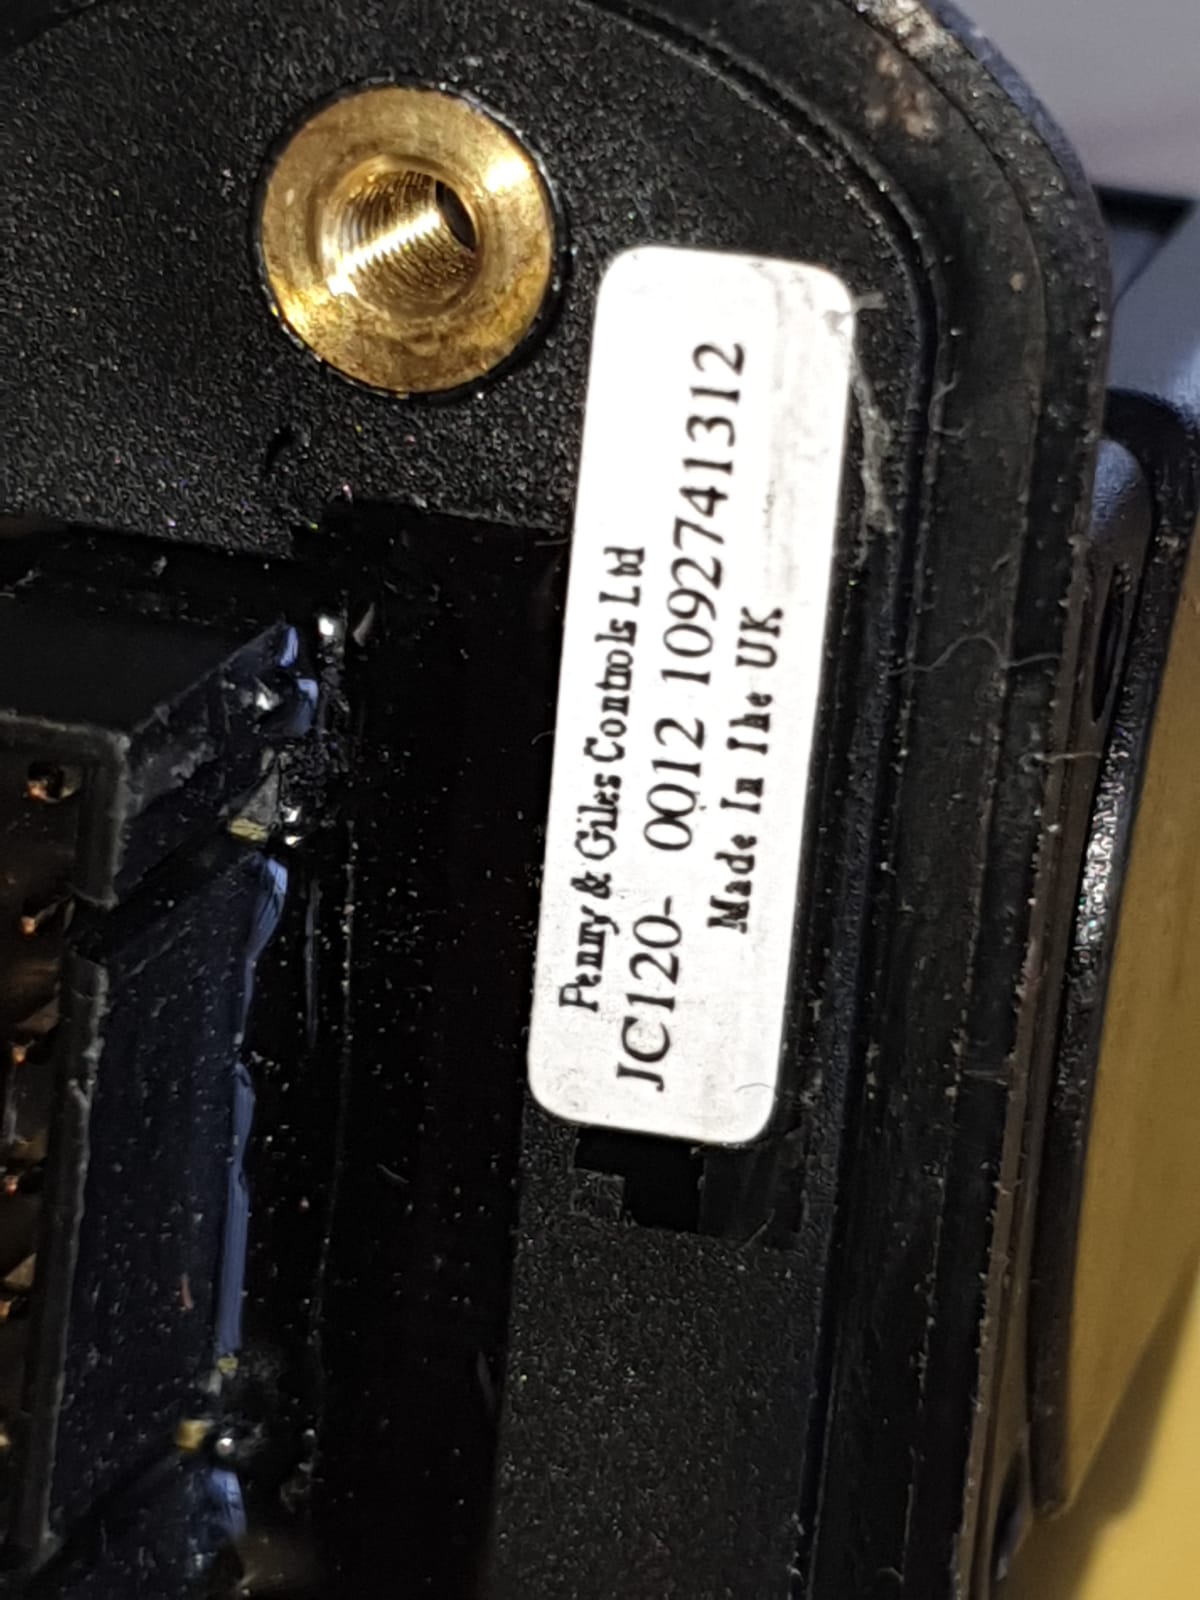 Penny & Giles Controls Ltd
JC120- 0012 1092741312
Made In The UK